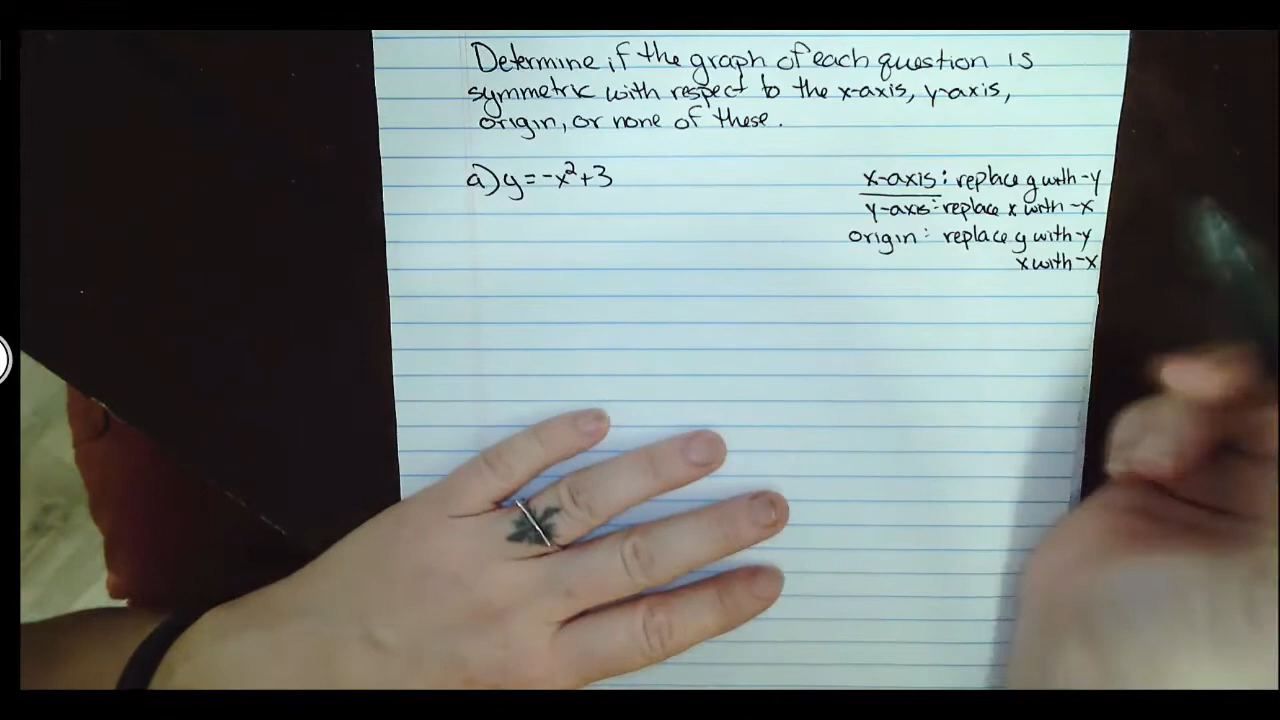 Determine if the graph of each question is
symmetric with respect to the x-axis, y-axis,
origin, or none of these.
a) y=-x²+3
x-axis: replace y with -y
y-axis: replace x with -x
origin: replace y with -y
x with -x